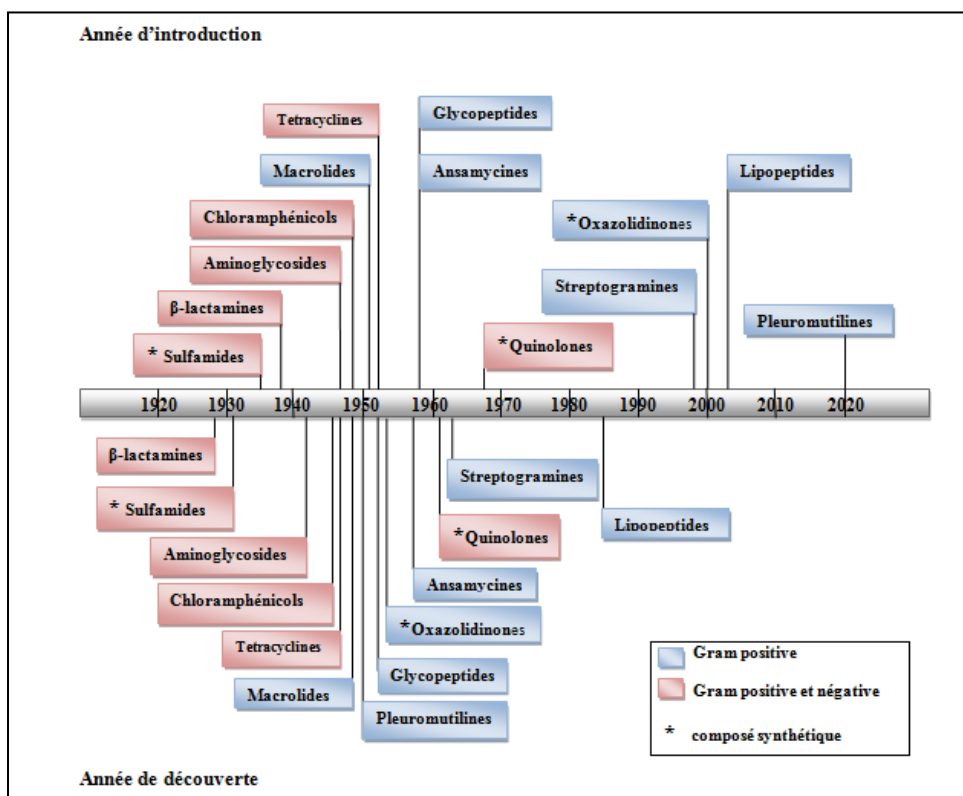 Année d'introduction
Tetracyclines
Glycopeptides
Macrolides
Ansamycines
Lipopeptides
Chloramphénicols
*Oxazolidinones
Aminoglycosides
Streptogramines
β-lactamines
Pleuromutilines
* Sulfamides
*Quinolones
1920 1930 1940 1950 1960 1970 1980 1990 2000 2010 2020
β-lactamines
Streptogramines
* Sulfamides
Lipopeptides
*Quinolones
Aminoglycosides
Ansamycines
Chloramphénicols
*Oxazolidinones
Tetracyclines
Glycopeptides
Macrolides
Pleuromutilines
Gram positive
Gram positive et négative
* composé synthétique
Année de découverte